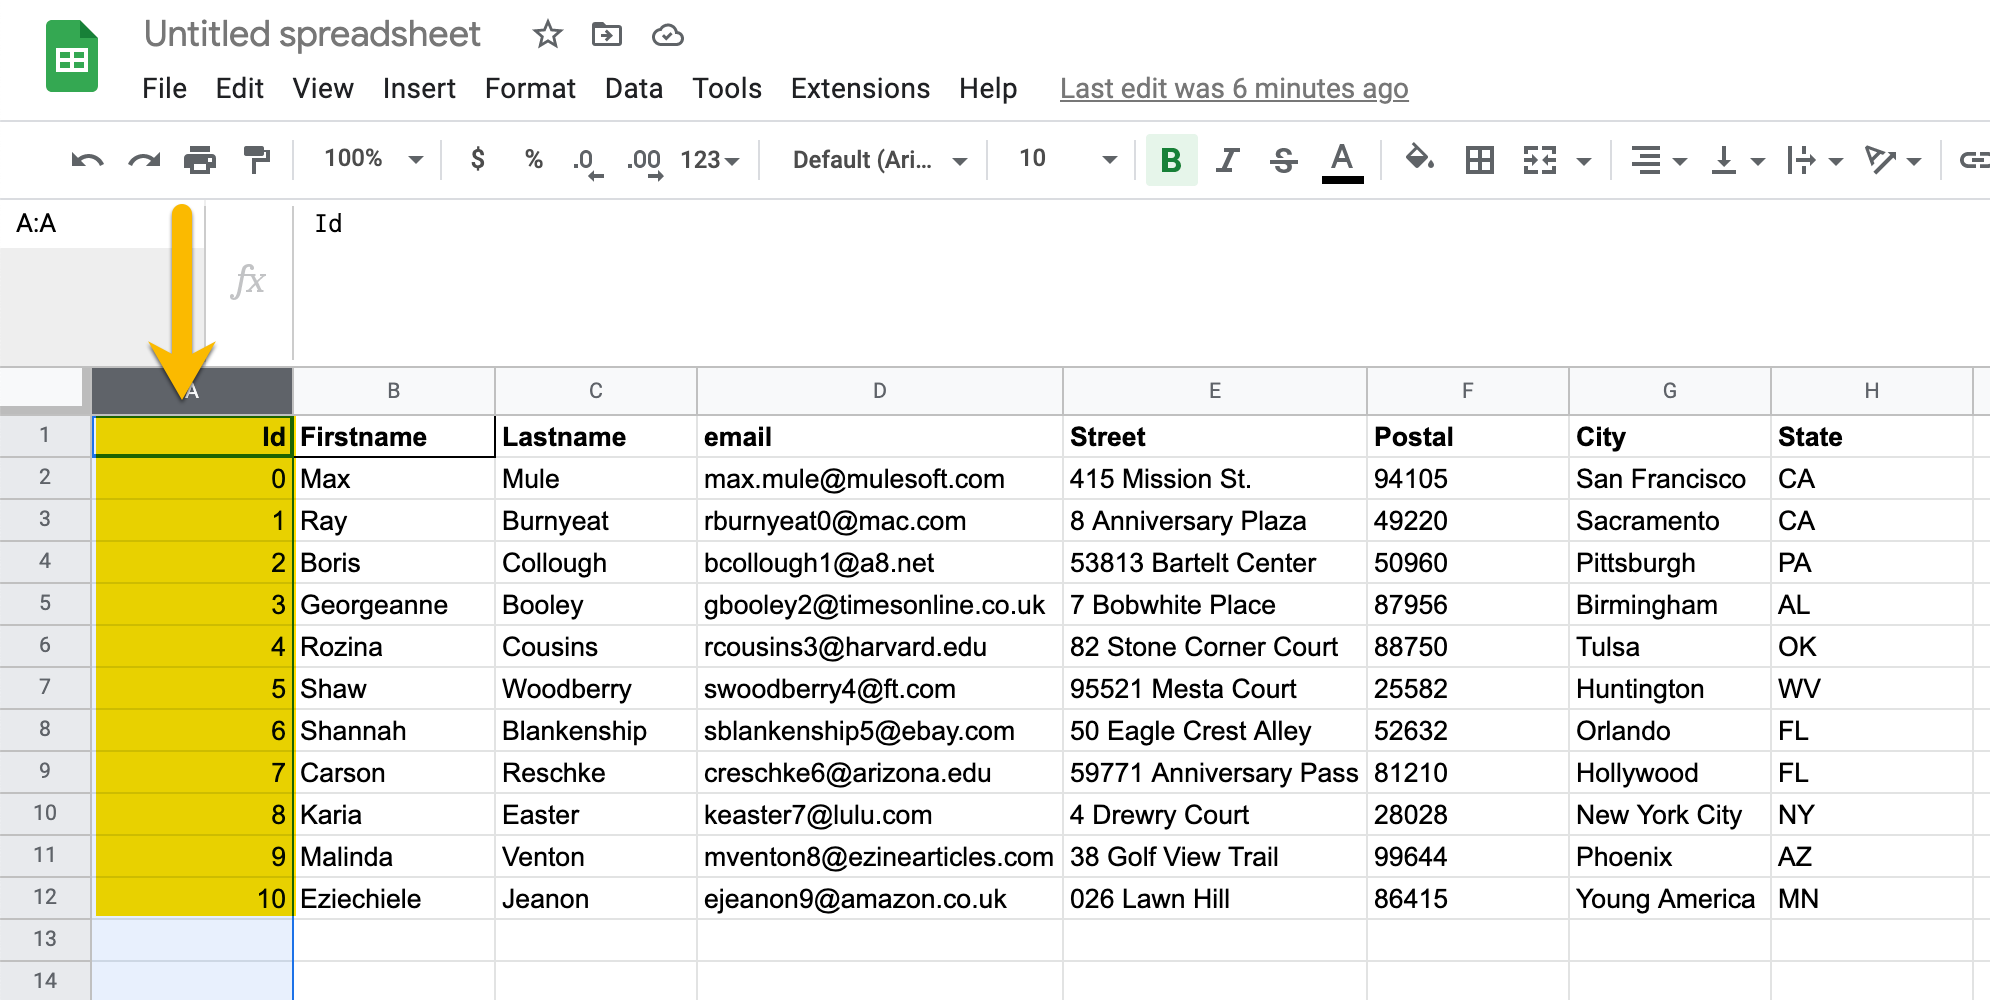 Untitled spreadsheet
File Edit View Insert Format Data Tools Extensions Help Last edit was 6 minutes ago
100% $ % .0 .00 123 Default (Ari... 10 B I S A
A:A Id
fx
A B C D E F G H
1 Id Firstname Lastname email Street Postal City State
2 0 Max Mule max.mule@mulesoft.com 415 Mission St. 94105 San Francisco CA
3 1 Ray Burnyeat rburnyeat0@mac.com 8 Anniversary Plaza 49220 Sacramento CA
4 2 Boris Collough bcollough1@a8.net 53813 Bartelt Center 50960 Pittsburgh PA
5 3 Georgeanne Booley gbooley2@timesonline.co.uk 7 Bobwhite Place 87956 Birmingham AL
6 4 Rozina Cousins rcousins3@harvard.edu 82 Stone Corner Court 88750 Tulsa OK
7 5 Shaw Woodberry swoodberry4@ft.com 95521 Mesta Court 25582 Huntington WV
8 6 Shannah Blankenship sblankenship5@ebay.com 50 Eagle Crest Alley 52632 Orlando FL
9 7 Carson Reschke creschke6@arizona.edu 59771 Anniversary Pass 81210 Hollywood FL
10 8 Karia Easter keaster7@lulu.com 4 Drewry Court 28028 New York City NY
11 9 Malinda Venton mventon8@ezinearticles.com 38 Golf View Trail 99644 Phoenix AZ
12 10 Eziechiele Jeanon ejeanon9@amazon.co.uk 026 Lawn Hill 86415 Young America MN
13
14